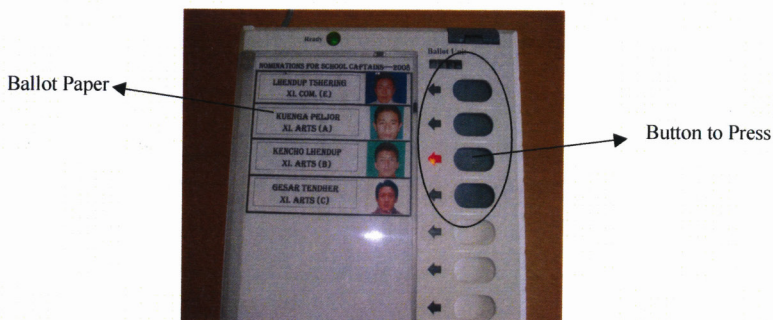 Ready
Ballot Unit
NOMINATIONS FOR SCHOOL CAPTAINS—2006
LHENDUP TSHERING
XI. COM. (E)
Ballot Paper
KUENGA PELJOR
XI. ARTS (A)
Button to Press
KENCHO LHENDUP
XI. ARTS (B)
GESAR TENDHER
XI. ARTS (C)